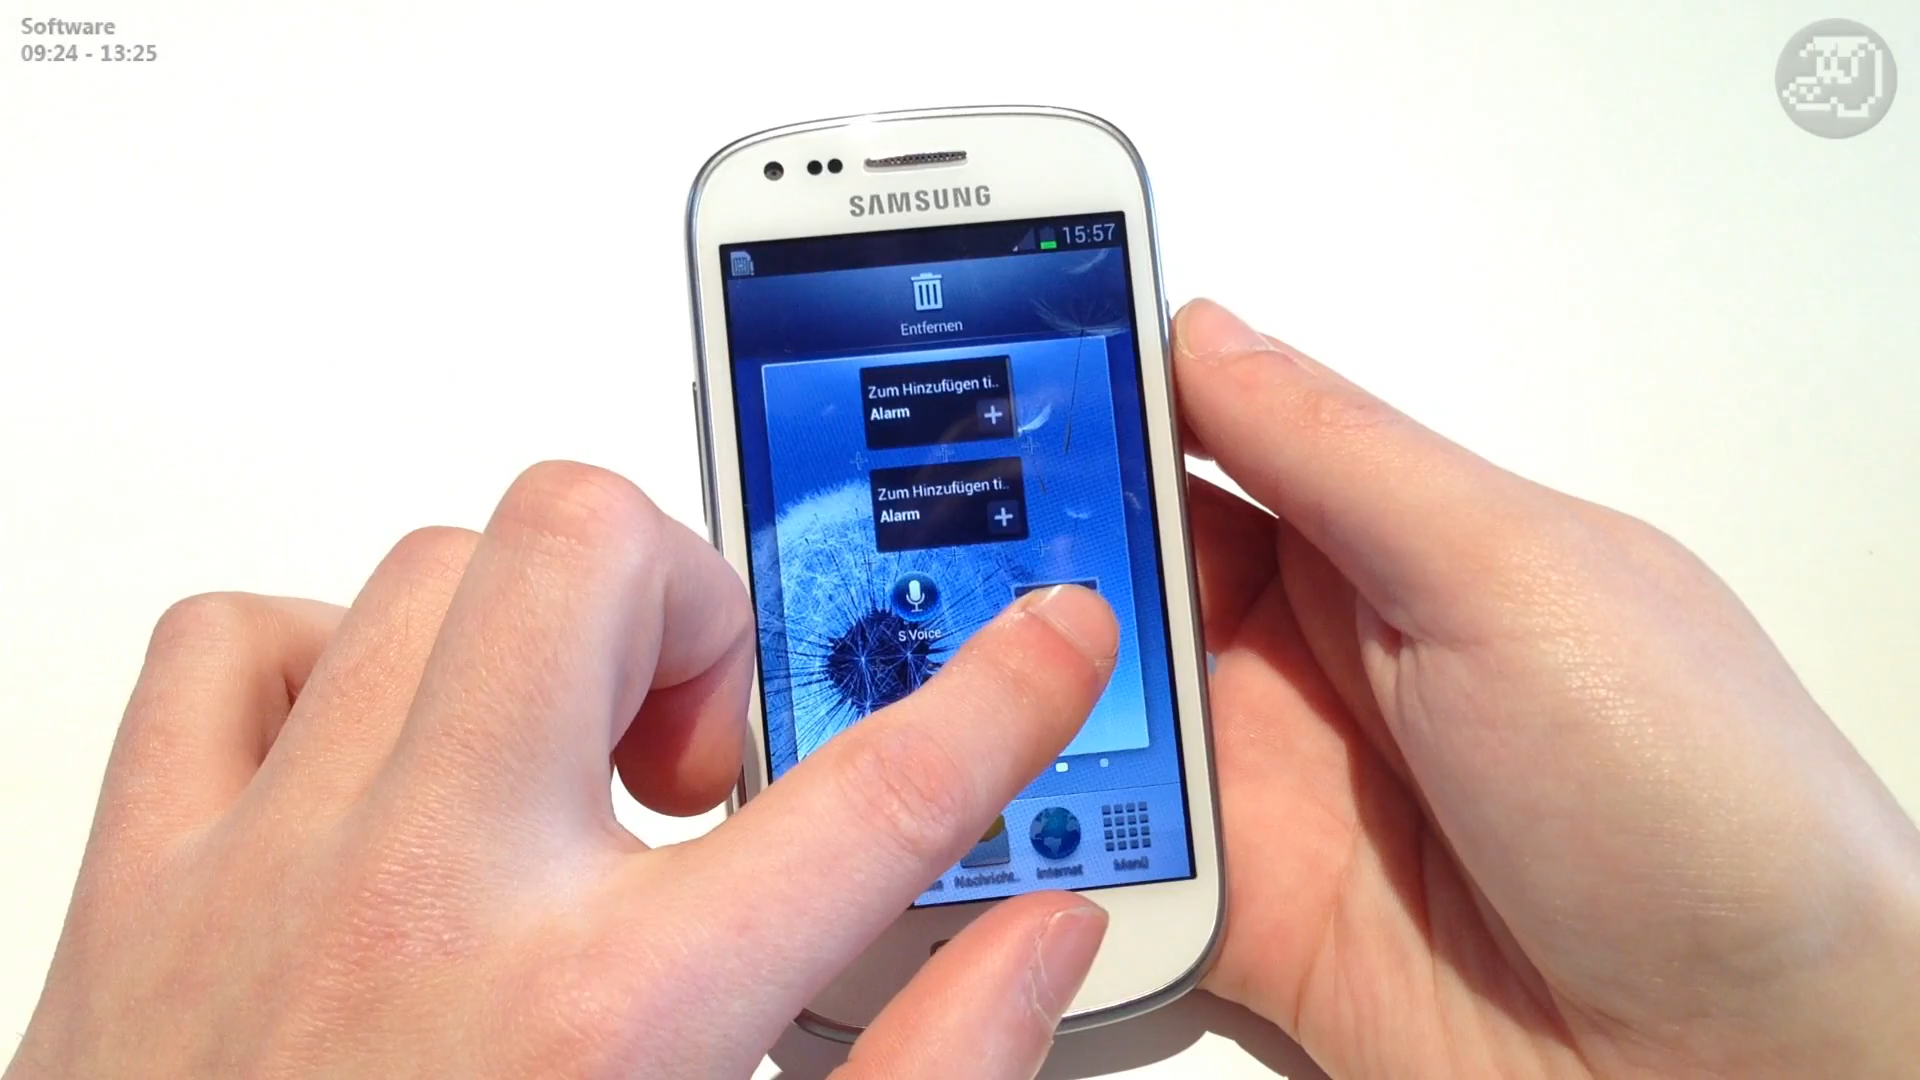 Software
09:24 - 13:25
SAMSUNG
15:57
Entfernen
Zum Hinzufügen ti..
Alarm
Zum Hinzufügen ti..
Alarm
S Voice
Nachricht..
Internet
Menü